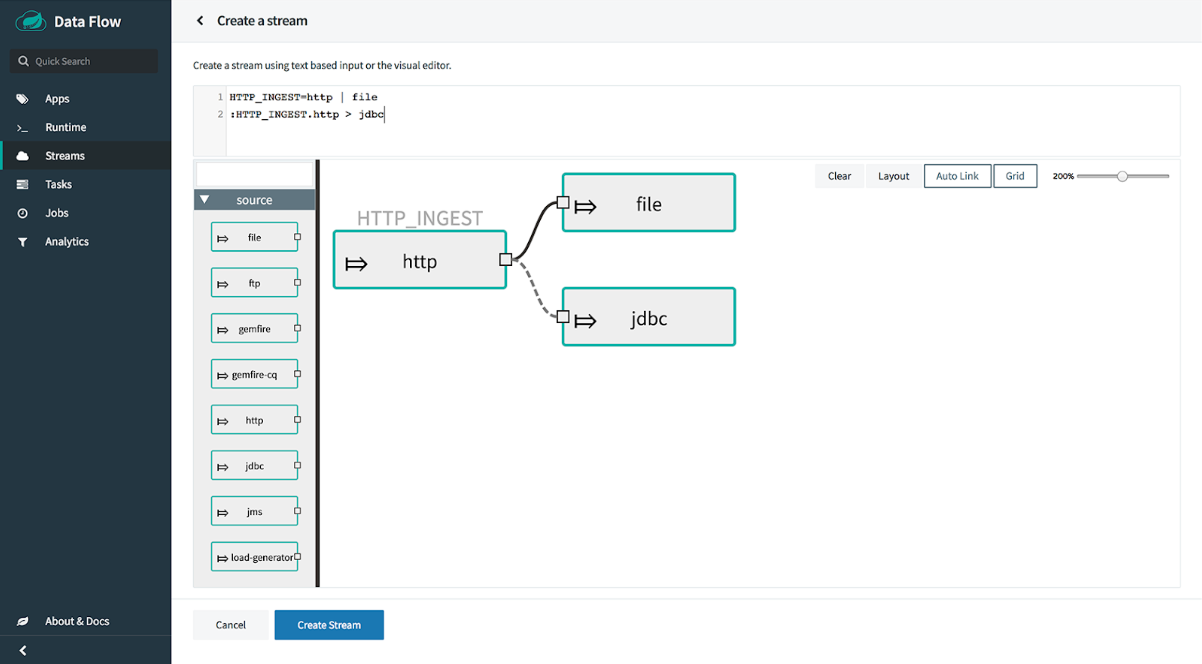 Data Flow
Quick Search
Apps
Runtime
Streams
Tasks
Jobs
Analytics
About & Docs
Create a stream
Create a stream using text based input or the visual editor.
1 HTTP_INGEST=http | file
2 :HTTP_INGEST.http > jdbc
source
file
ftp
gemfire
gemfire-cq
http
jdbc
jms
load-generator
Clear Layout Auto Link Grid 200%
HTTP_INGEST
http
file
jdbc
Cancel Create Stream